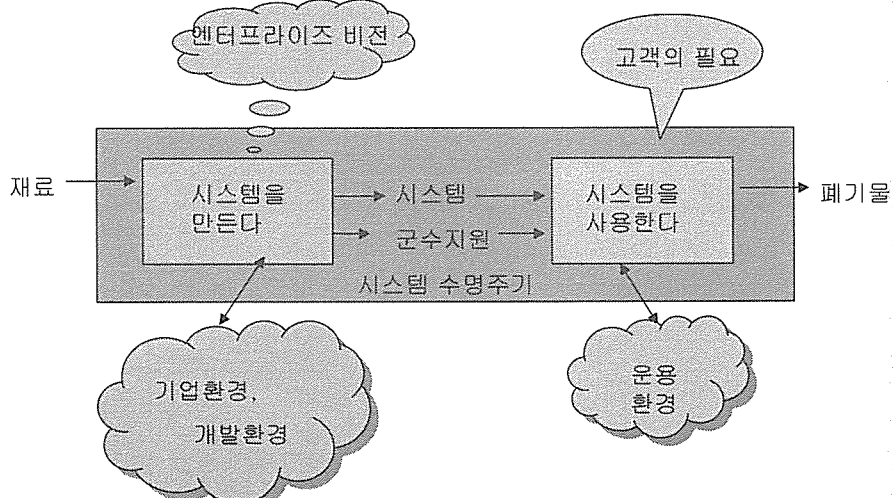 엔터프라이즈 비전
고객의 필요
재료
시스템을
만든다
시스템
군수지원
시스템을
사용한다
폐기물
시스템 수명주기
기업환경,
개발환경
운용
환경